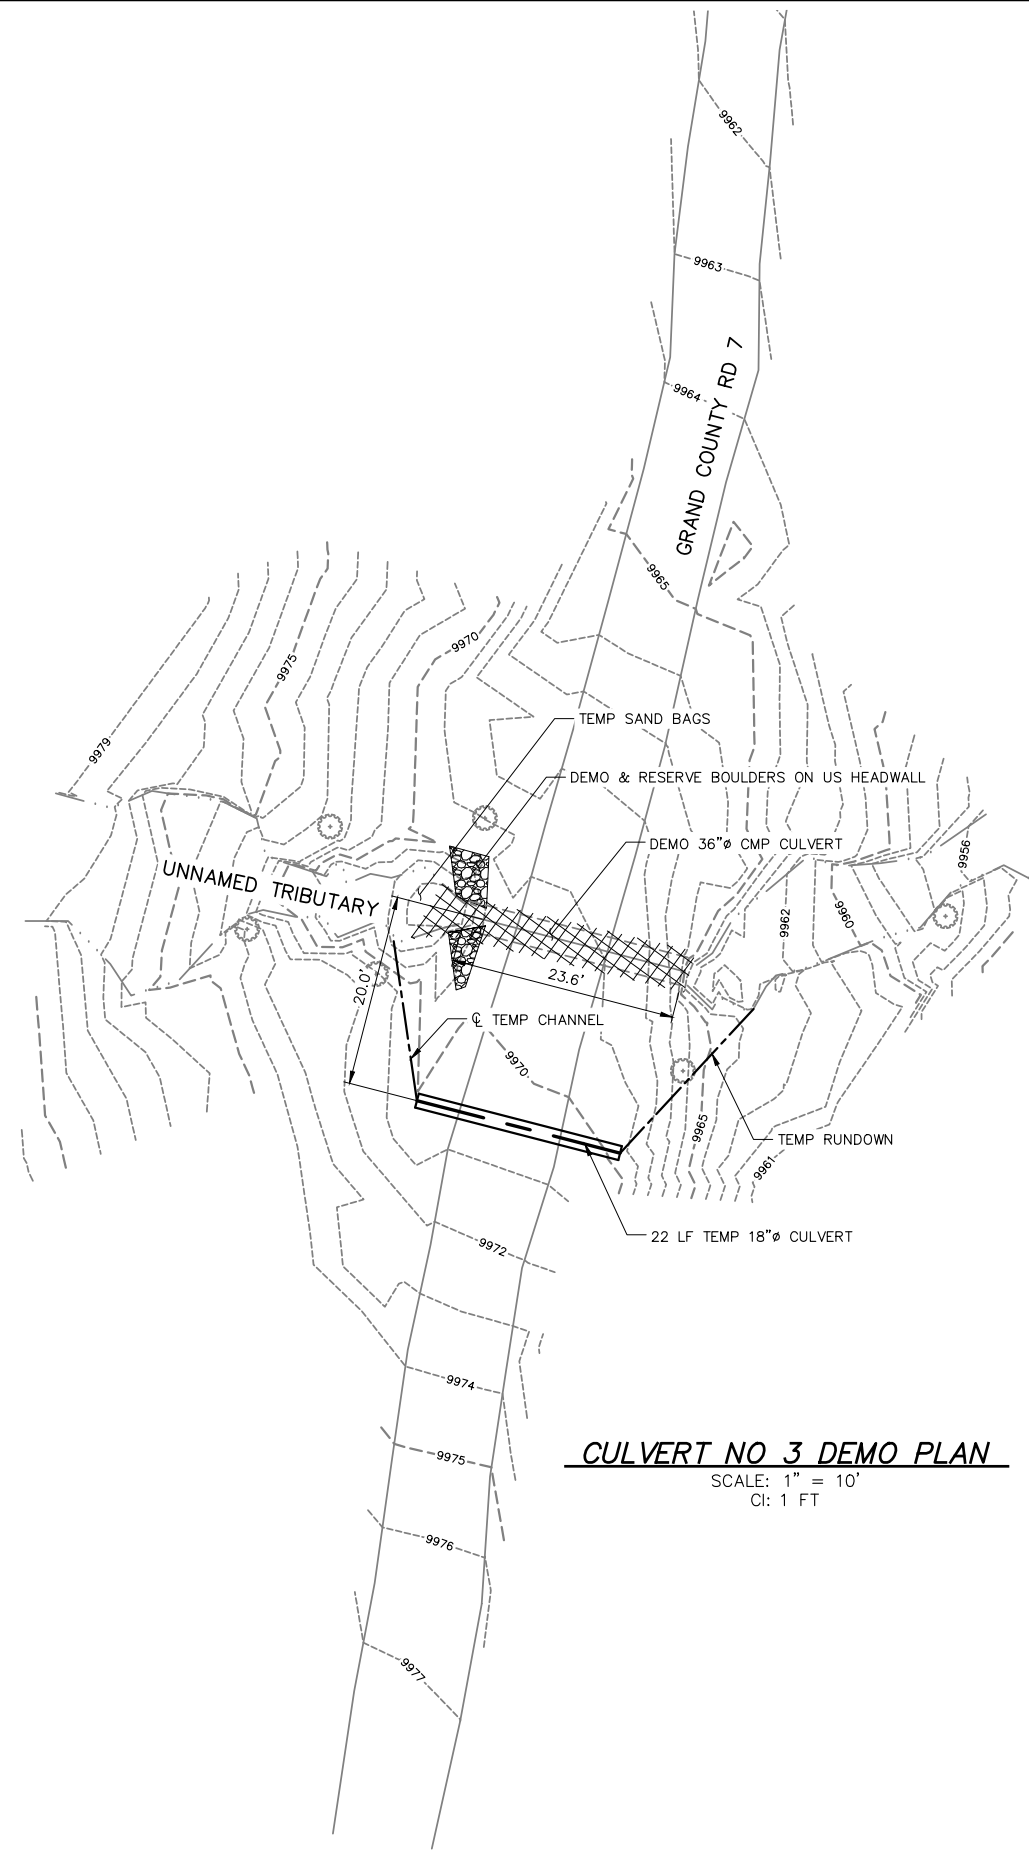 9962
9963
9964
GRAND COUNTY RD 7
9965
9970
9975
TEMP SAND BAGS
9979
DEMO & RESERVE BOULDERS ON US HEADWALL
DEMO 36"ø CMP CULVERT
9956
UNNAMED TRIBUTARY
9962
9960
20.0'
23.6'
℄ TEMP CHANNEL
9970
9965
TEMP RUNDOWN
9961
22 LF TEMP 18"ø CULVERT
9972
9974
9975
CULVERT NO 3 DEMO PLAN
SCALE: 1" = 10'
CI: 1 FT
9976
9977